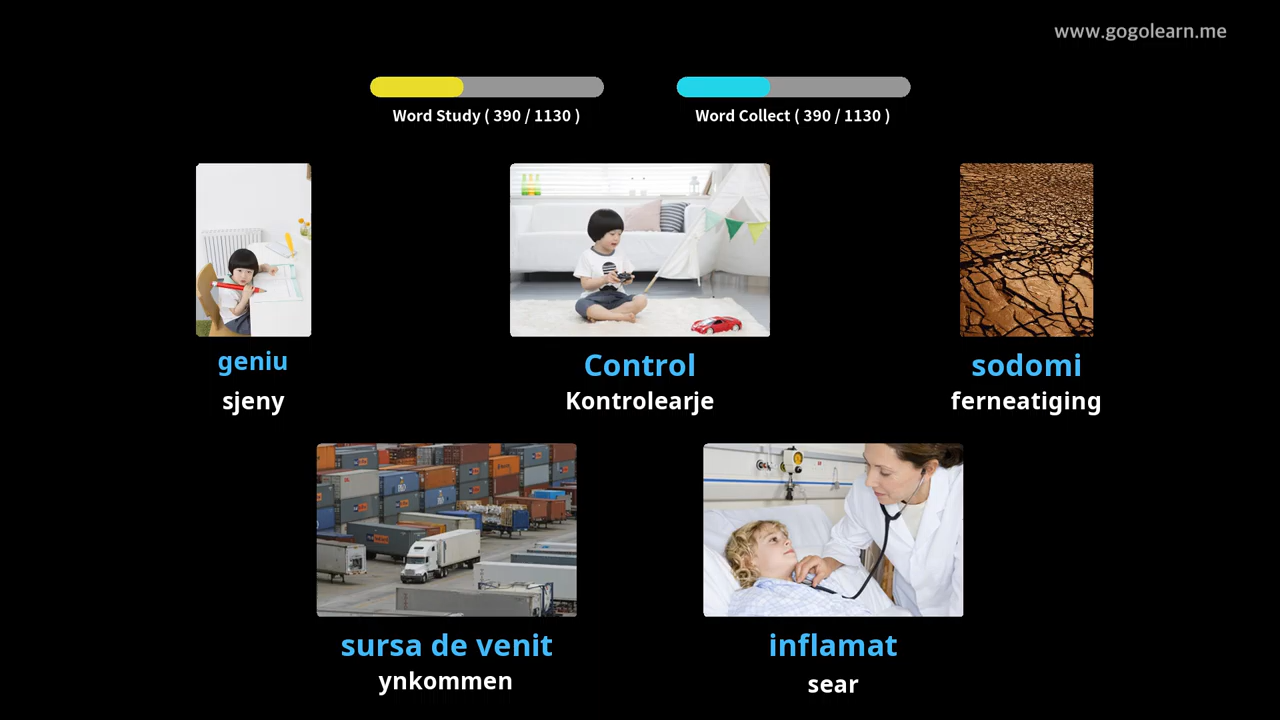 www.gogolearn.me
Word Study ( 390 / 1130 )
Word Collect ( 390 / 1130 )
geniu
sjeny
Control
Kontrolearje
sodomi
ferneatiging
sursa de venit
ynkommen
inflamat
sear